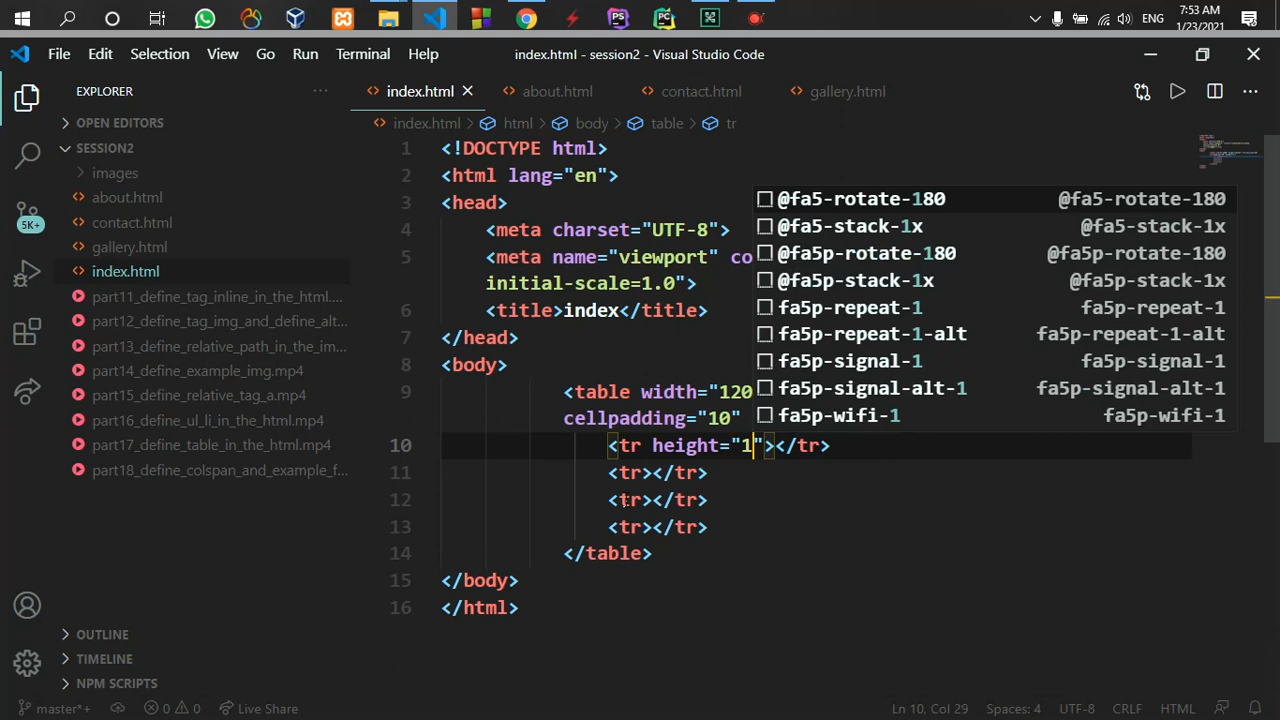 7:53 AM
ENG
1/23/2021
File Edit Selection View Go Run Terminal Help
index.html - session2 - Visual Studio Code
EXPLORER
index.html
about.html
contact.html
gallery.html
OPEN EDITORS
SESSION2
images
about.html
contact.html
gallery.html
index.html
part11_define_tag_inline_in_the_html....
part12_define_tag_img_and_define_alt...
part13_define_relative_path_in_the_im...
part14_define_example_img.mp4
part15_define_relative_tag_a.mp4
part16_define_ul_li_in_the_html.mp4
part17_define_table_in_the_html.mp4
part18_define_colspan_and_example_f...
OUTLINE
TIMELINE
NPM SCRIPTS
5K+
index.html > html > body > table > tr
1 <!DOCTYPE html>
2 <html lang="en">
3 <head>
4 <meta charset="UTF-8">
5 <meta name="viewport" co
initial-scale=1.0">
6 <title>index</title>
7 </head>
8 <body>
9 <table width="120
cellpadding="10"
10 <tr height="1"></tr>
11 <tr></tr>
12 <tr></tr>
13 <tr></tr>
14 </table>
15 </body>
16 </html>
@fa5-rotate-180 @fa5-rotate-180
@fa5-stack-1x @fa5-stack-1x
@fa5p-rotate-180 @fa5p-rotate-180
@fa5p-stack-1x @fa5p-stack-1x
fa5p-repeat-1 fa5p-repeat-1
fa5p-repeat-1-alt fa5p-repeat-1-alt
fa5p-signal-1 fa5p-signal-1
fa5p-signal-alt-1 fa5p-signal-alt-1
fa5p-wifi-1 fa5p-wifi-1
master*+ 0 0 Live Share
Ln 10, Col 29 Spaces: 4 UTF-8 CRLF HTML